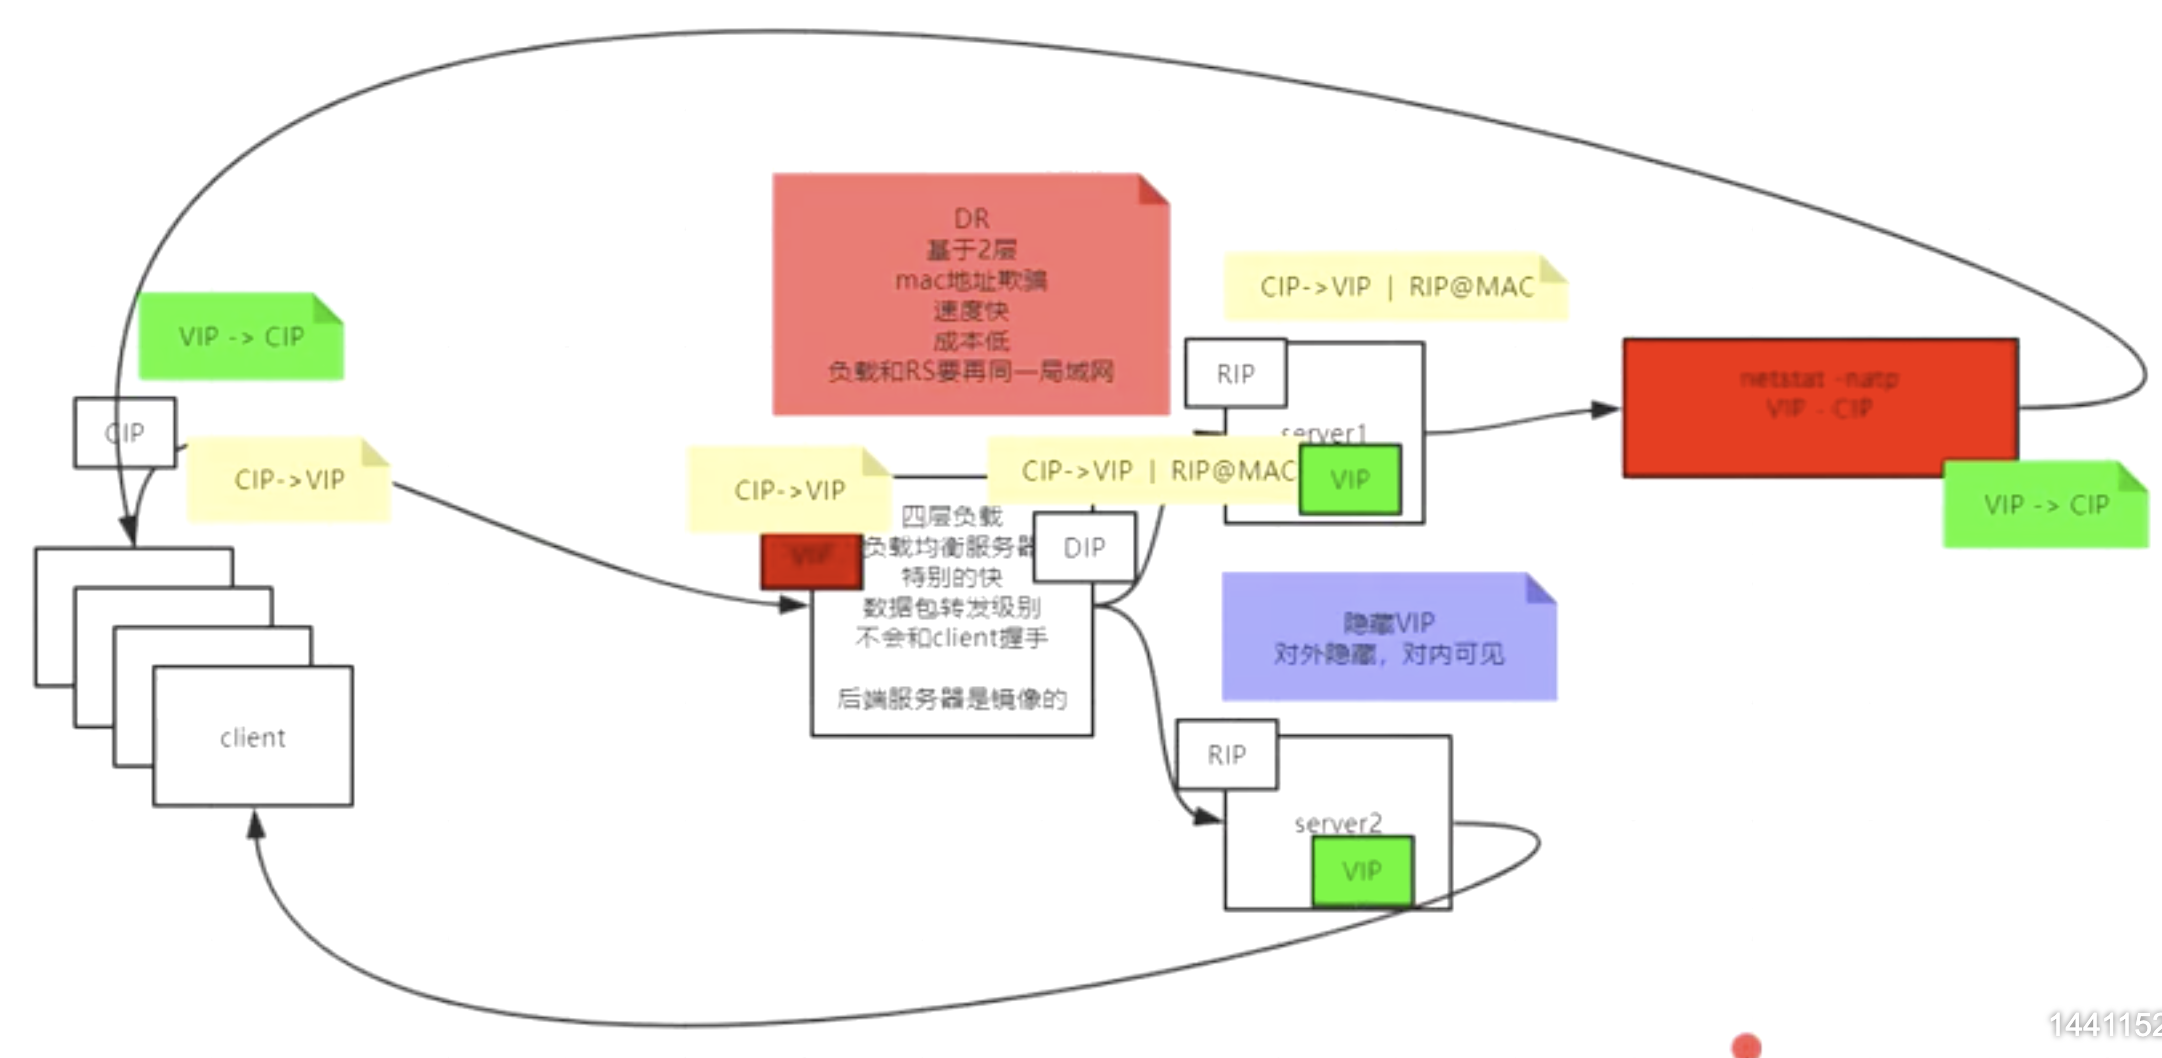 DR
基于2层
mac地址欺骗
速度快
成本低
负载和RS要再同一局域网
CIP->VIP | RIP@MAC
VIP -> CIP
RIP
netstat -natp
VIP - CIP
CIP
server1
CIP->VIP
CIP->VIP
CIP->VIP | RIP@MAC
VIP
VIP -> CIP
四层负载
负载均衡服务器
VIP
DIP
特别的快
数据包转发级别
不会和client握手
后端服务器是镜像的
隐藏VIP
对外隐藏，对内可见
client
RIP
server2
VIP